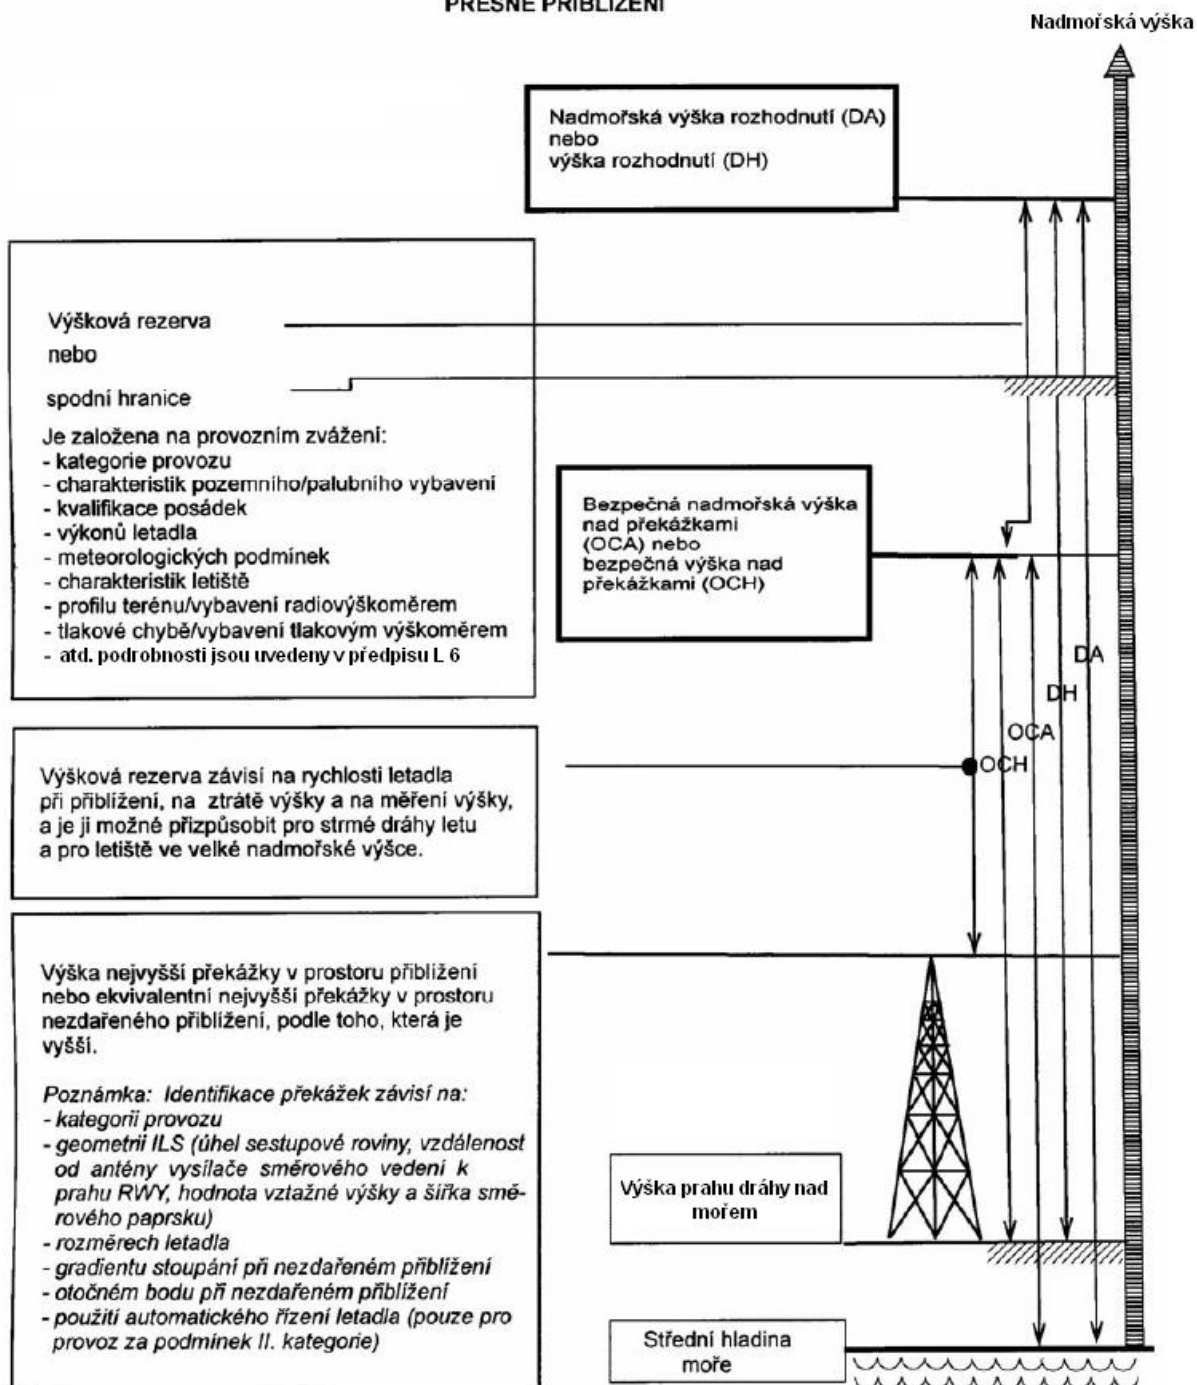 PŘESNÉ PŘIBLÍŽENÍ
Nadmořská výška
Nadmořská výška rozhodnutí (DA)
nebo
výška rozhodnutí (DH)
Výšková rezerva
nebo
spodní hranice
Je založena na provozním zvážení:
- kategorie provozu
- charakteristik pozemního/palubního vybavení
- kvalifikace posádek
- výkonů letadla
- meteorologických podmínek
- charakteristik letiště
- profilu terénu/vybavení radiovýškoměrem
- tlakové chybě/vybavení tlakovým výškoměrem
- atd. podrobnosti jsou uvedeny v předpisu L 6
Bezpečná nadmořská výška
nad překážkami
(OCA) nebo
bezpečná výška nad
překážkami (OCH)
DA
DH
OCA
OCH
Výšková rezerva závisí na rychlosti letadla
při přiblížení, na ztrátě výšky a na měření výšky,
a je ji možné přizpůsobit pro strmé dráhy letu
a pro letiště ve velké nadmořské výšce.
Výška nejvyšší překážky v prostoru přiblížení
nebo ekvivalentní nejvyšší překážky v prostoru
nezdařeného přiblížení, podle toho, která je
vyšší.
Poznámka: Identifikace překážek závisí na:
- kategorii provozu
- geometrii ILS (úhel sestupové roviny, vzdálenost
od antény vysílače směrového vedení k
prahu RWY, hodnota vztažné výšky a šířka smě-
rového paprsku)
- rozměrech letadla
- gradientu stoupání při nezdařeném přiblížení
- otočném bodu při nezdařeném přiblížení
- použití automatického řízení letadla (pouze pro
provoz za podmínek II. kategorie)
Výška prahu dráhy nad
mořem
Střední hladina
moře